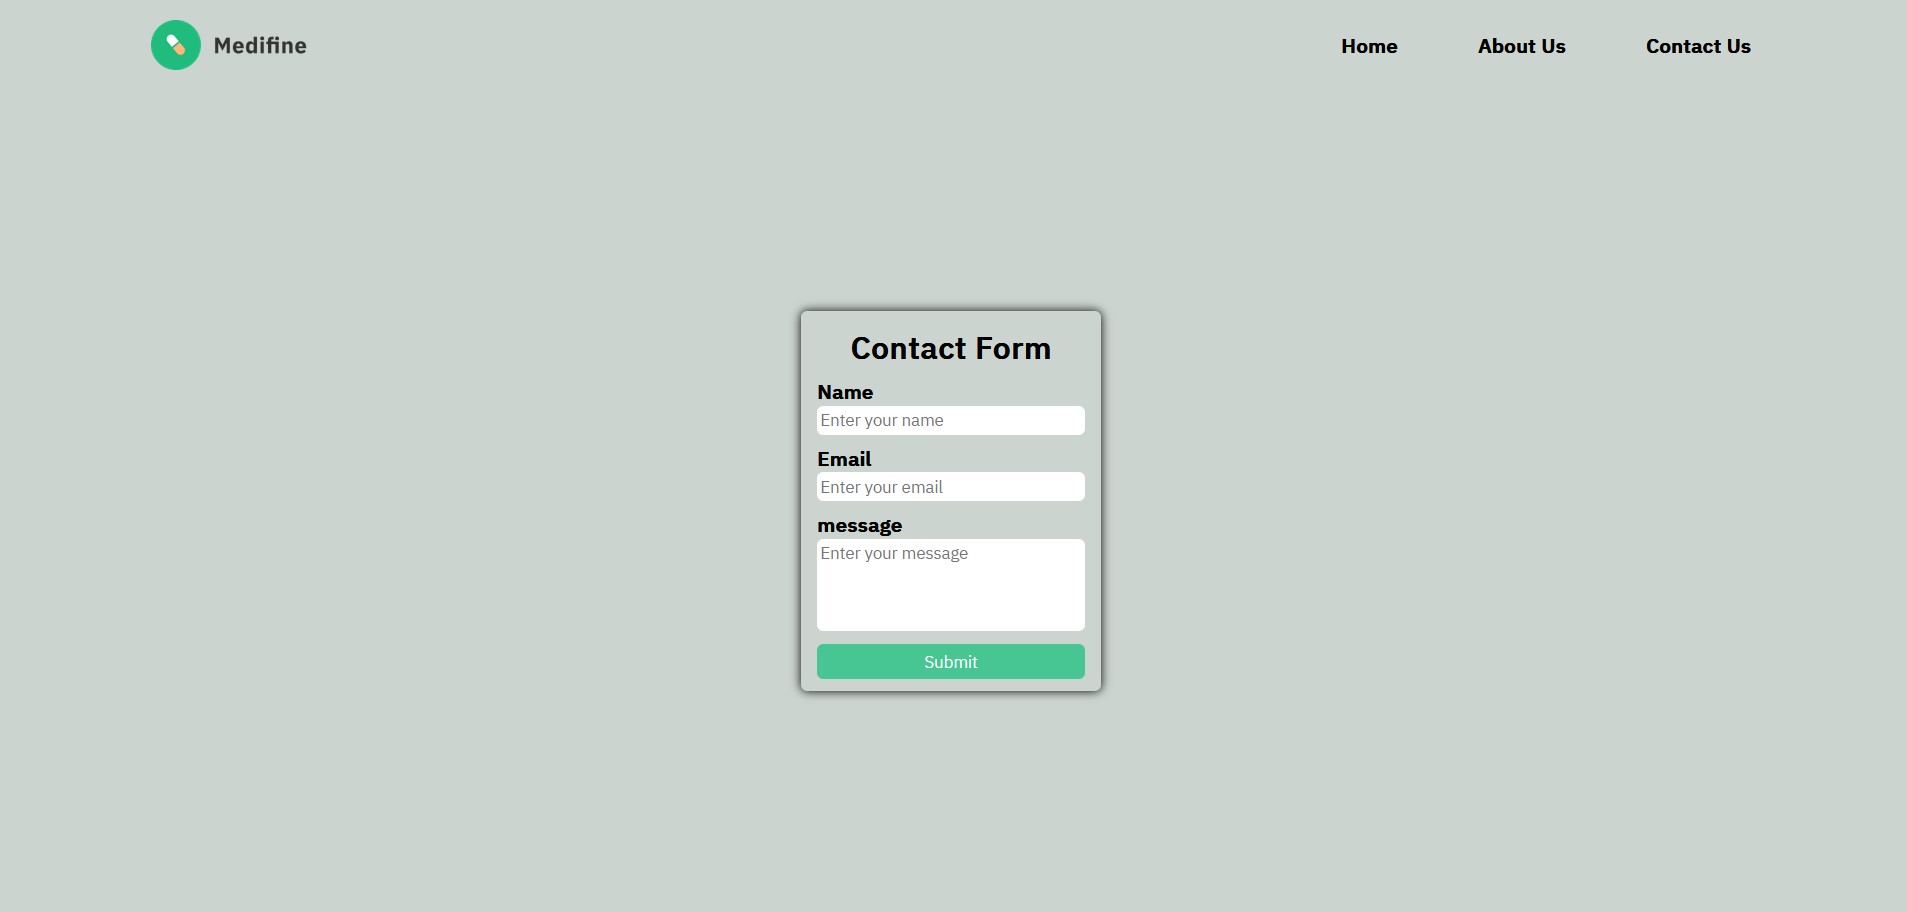 Medifine
Home About Us Contact Us
Contact Form
Name
Enter your name
Email
Enter your email
message
Enter your message
Submit